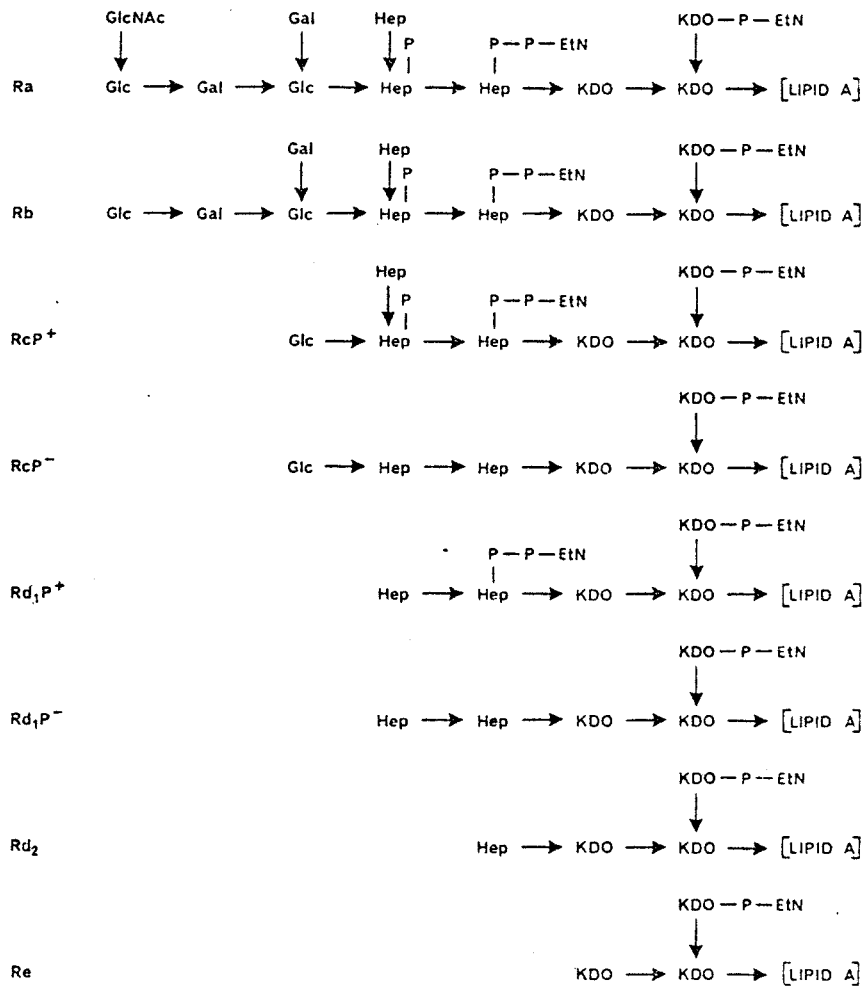 GlcNAc Gal Hep KDO — P — EtN
P P — P — EtN
Ra Glc → Gal → Glc → Hep → Hep → KDO → KDO → [LIPID A]
Gal Hep KDO — P — EtN
P P — P — EtN
Rb Glc → Gal → Glc → Hep → Hep → KDO → KDO → [LIPID A]
Hep KDO — P — EtN
P P — P — EtN
RcP⁺ Glc → Hep → Hep → KDO → KDO → [LIPID A]
KDO — P — EtN
RcP⁻ Glc → Hep → Hep → KDO → KDO → [LIPID A]
KDO — P — EtN
P — P — EtN
Rd₁P⁺ Hep → Hep → KDO → KDO → [LIPID A]
KDO — P — EtN
Rd₁P⁻ Hep → Hep → KDO → KDO → [LIPID A]
KDO — P — EtN
Rd₂ Hep → KDO → KDO → [LIPID A]
KDO — P — EtN
Re KDO → KDO → [LIPID A]